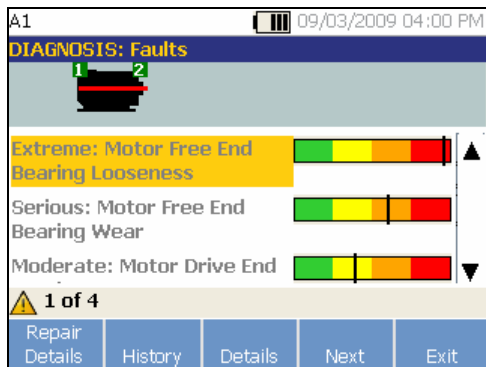 A1 09/03/2009 04:00 PM
DIAGNOSIS: Faults
1 2
Extreme: Motor Free End
Bearing Looseness
Serious: Motor Free End
Bearing Wear
Moderate: Motor Drive End
1 of 4
Repair
Details History Details Next Exit